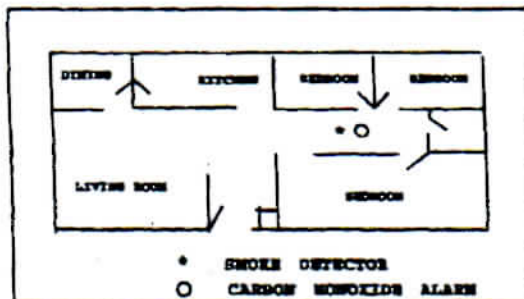 DINING KITCHEN BEDROOM BEDROOM
LIVING ROOM BEDROOM
* SMOKE DETECTOR
○ CARBON MONOXIDE ALARM